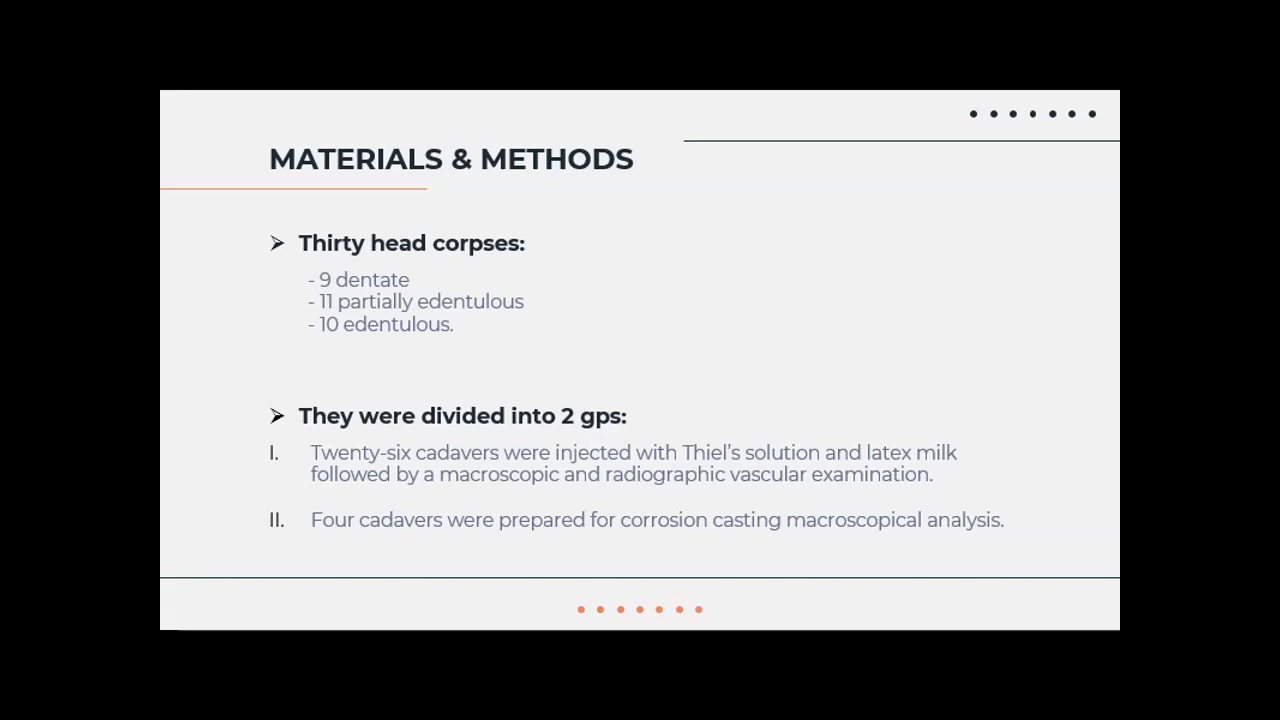 MATERIALS & METHODS
➢ Thirty head corpses:
- 9 dentate
- 11 partially edentulous
- 10 edentulous.
➢ They were divided into 2 gps:
I. Twenty-six cadavers were injected with Thiel’s solution and latex milk
followed by a macroscopic and radiographic vascular examination.
II. Four cadavers were prepared for corrosion casting macroscopical analysis.